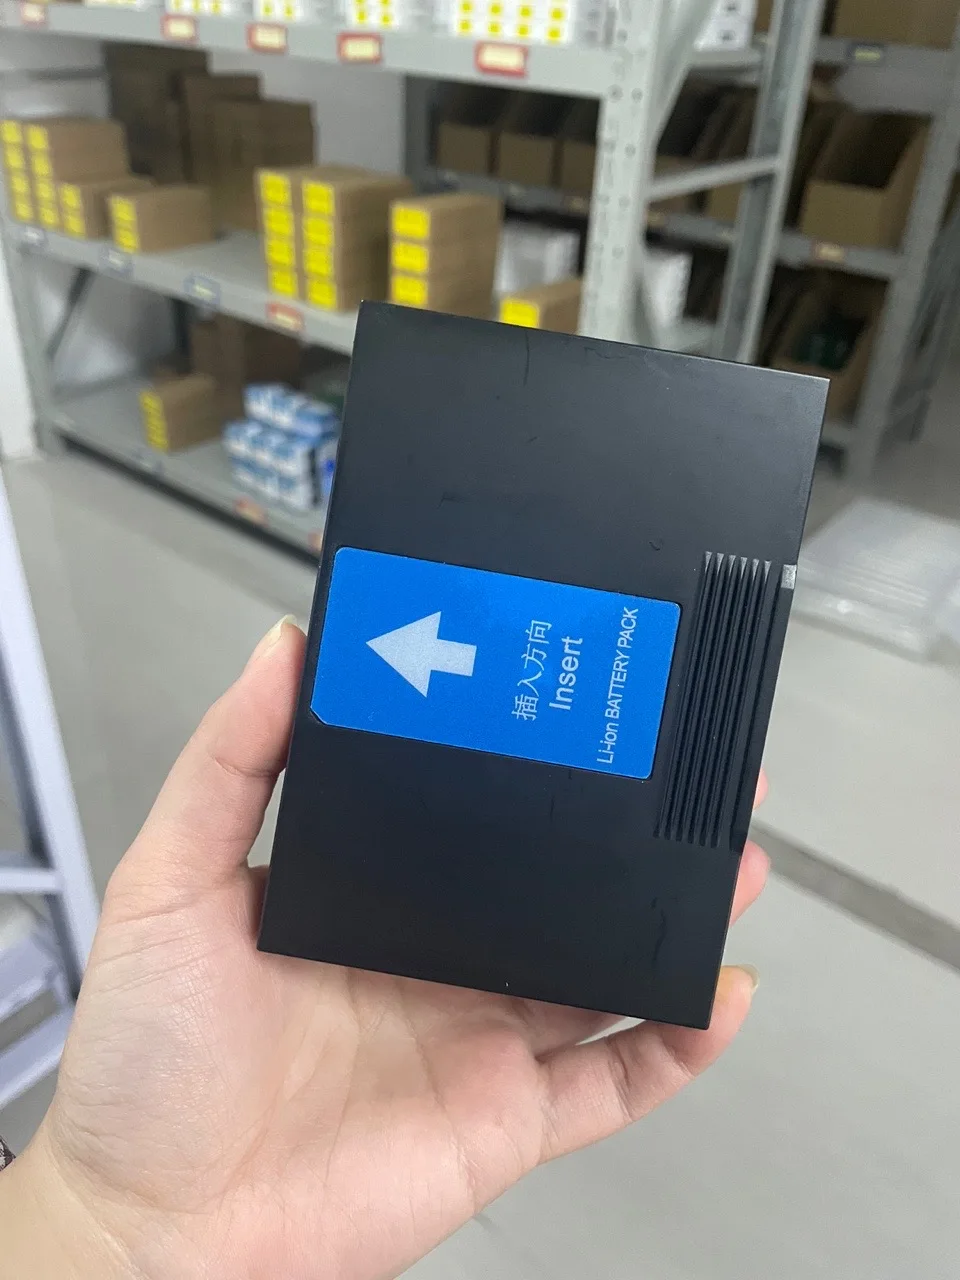 插入方向
Insert
Li-ion BATTERY PACK